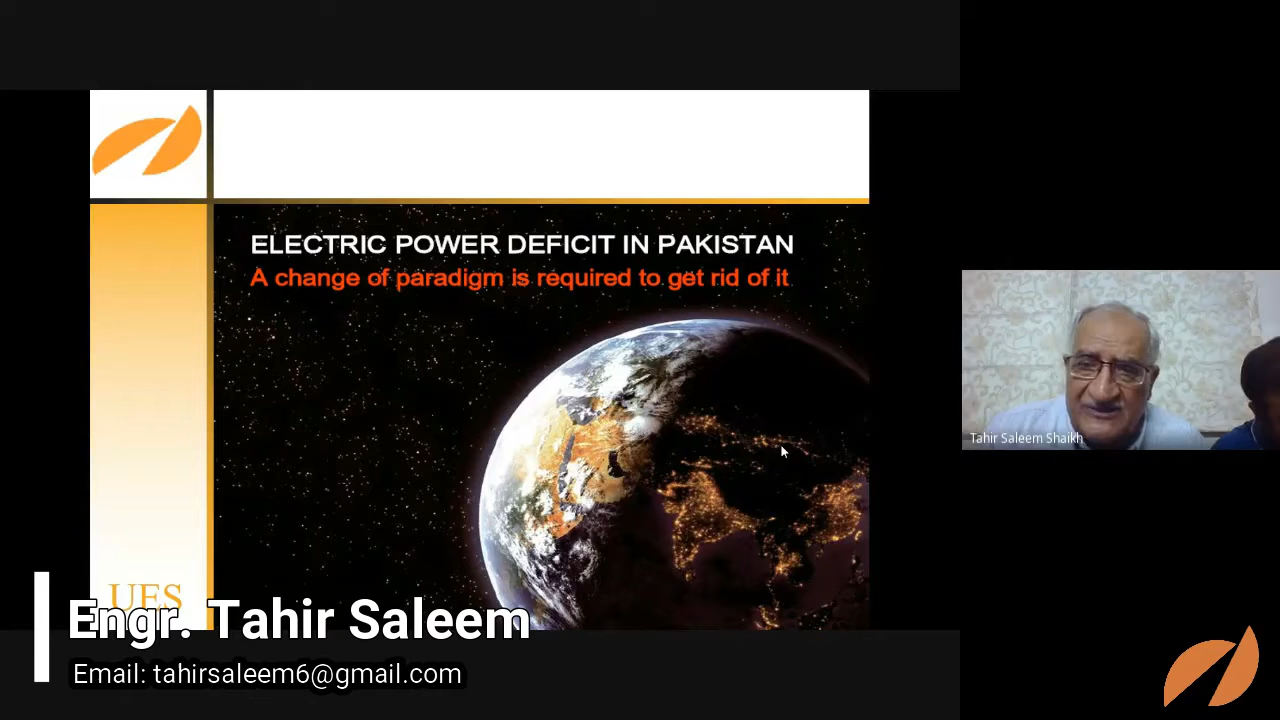 ELECTRIC POWER DEFICIT IN PAKISTAN
A change of paradigm is required to get rid of it
Tahir Saleem Shaikh
UES
Engr. Tahir Saleem
Email: tahirsaleem6@gmail.com